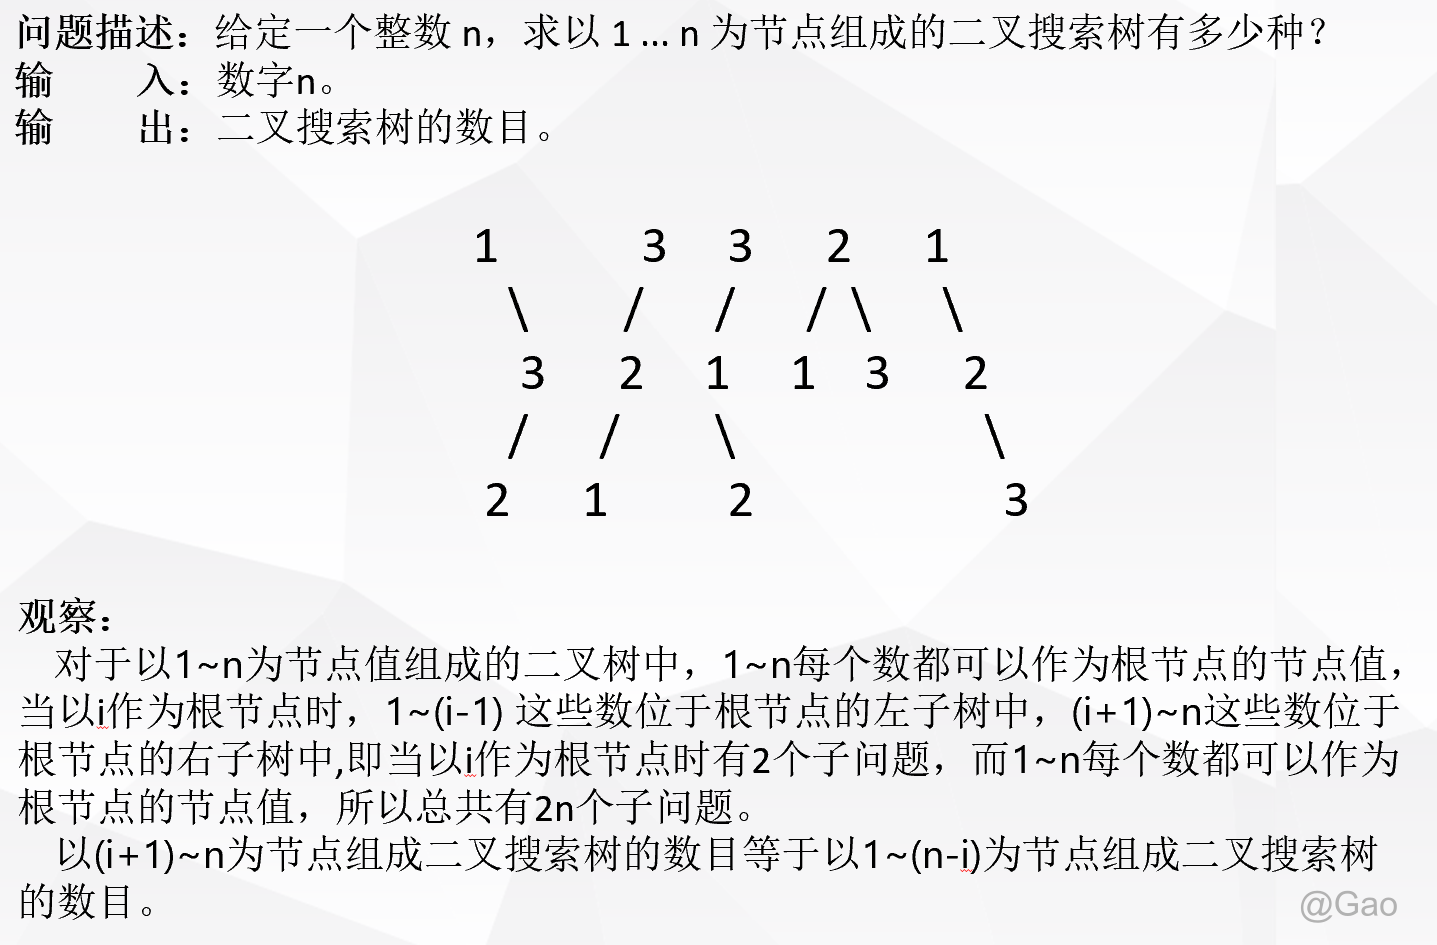 问题描述：给定一个整数 n，求以 1 ... n 为节点组成的二叉搜索树有多少种？
输　　入：数字n。
输　　出：二叉搜索树的数目。
1 3 3 2 1
\ / / / \ \
3 2 1 1 3 2
/ / \ \
2 1 2 3
观察：
对于以1~n为节点值组成的二叉树中，1~n每个数都可以作为根节点的节点值，
当以i作为根节点时，1~(i-1) 这些数位于根节点的左子树中，(i+1)~n这些数位于
根节点的右子树中,即当以i作为根节点时有2个子问题，而1~n每个数都可以作为
根节点的节点值，所以总共有2n个子问题。
以(i+1)~n为节点组成二叉搜索树的数目等于以1~(n-i)为节点组成二叉搜索树
的数目。
@Gao